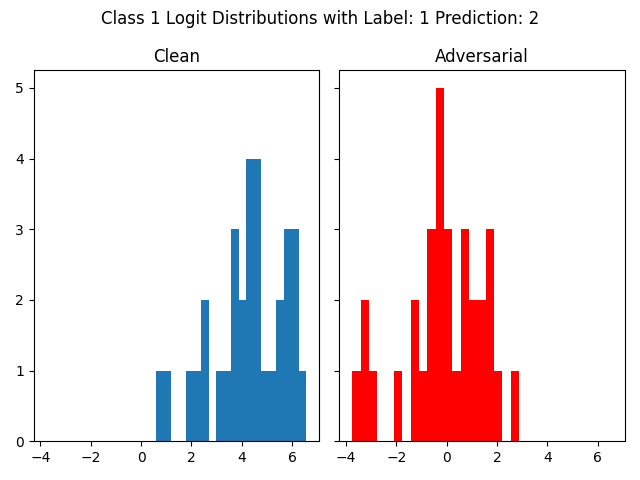 Class 1 Logit Distributions with Label: 1 Prediction: 2
Clean
Adversarial
5
4
3
2
1
0
−4 −2 0 2 4 6
−4 −2 0 2 4 6